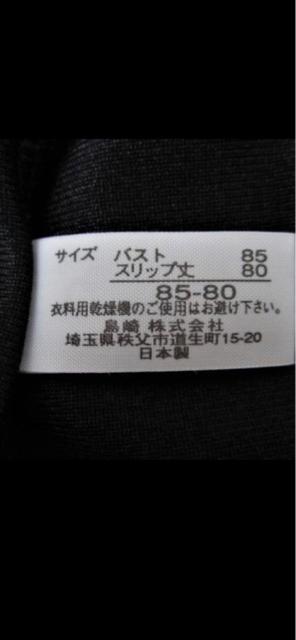 サイズ バスト 85
スリップ丈 80
85-80
衣料用乾燥機のご使用はお避け下さい。
島崎 株式会社
埼玉県秩父市道生町15-20
日本製